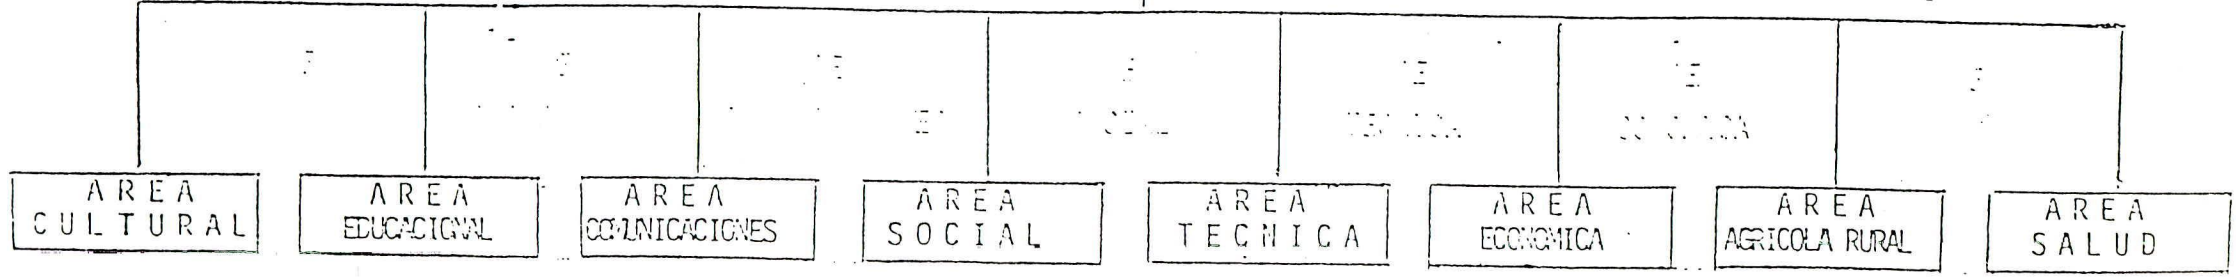 AREA
CULTURAL
AREA
EDUCACIONAL
AREA
COMUNICACIONES
AREA
SOCIAL
AREA
TECNICA
AREA
ECONOMICA
AREA
AGRICOLA RURAL
AREA
SALUD